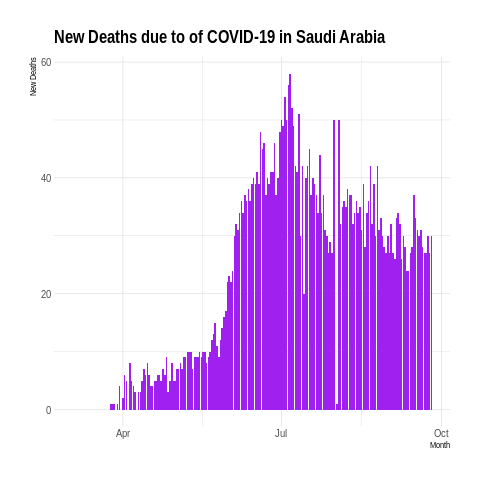 New Deaths due to of COVID-19 in Saudi Arabia
New Deaths
60
40
20
0
Apr
Jul
Oct
Month